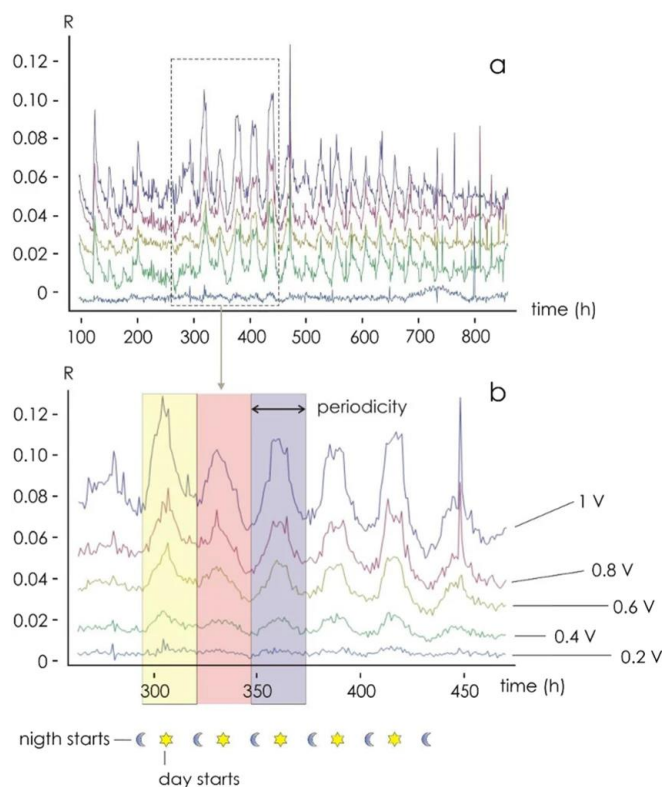 R
a
0.12
0.10
0.08
0.06
0.04
0.02
0
time (h)
100 200 300 400 500 600 700 800
R
b
periodicity
0.12
0.10
0.08
0.06
0.04
0.02
0
1 V
0.8 V
0.6 V
0.4 V
0.2 V
300 350 400 450 time (h)
nigth starts
day starts